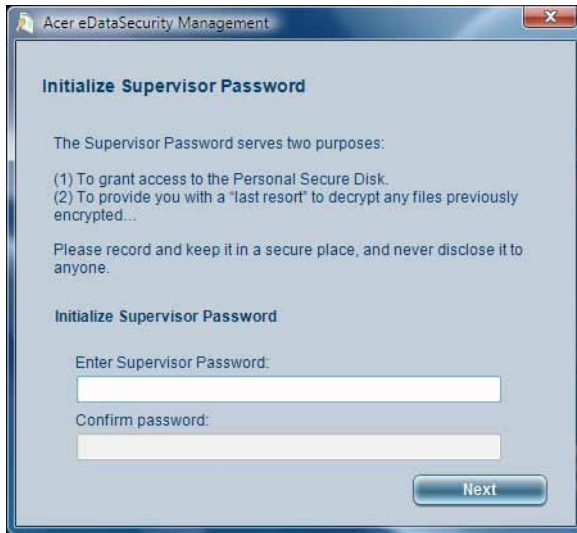 Acer eDataSecurity Management
Initialize Supervisor Password
The Supervisor Password serves two purposes:
(1) To grant access to the Personal Secure Disk.
(2) To provide you with a “last resort” to decrypt any files previously
encrypted...
Please record and keep it in a secure place, and never disclose it to
anyone.
Initialize Supervisor Password
Enter Supervisor Password:
Confirm password:
Next